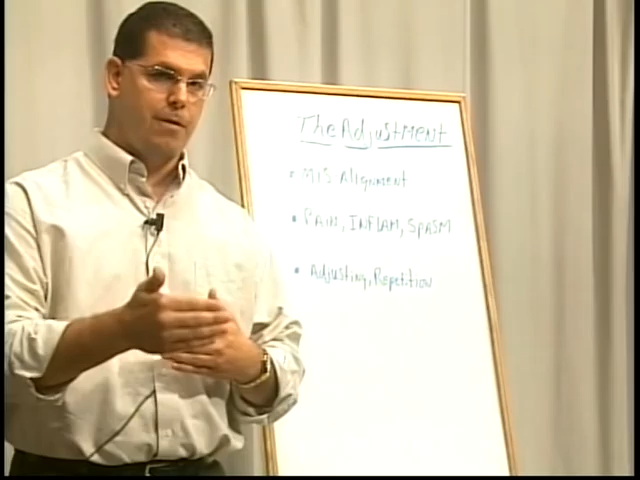 The Adjustment
• MIS-Alignment
• PAIN, INFLAM, SPASM
• Adjusting, Repetition